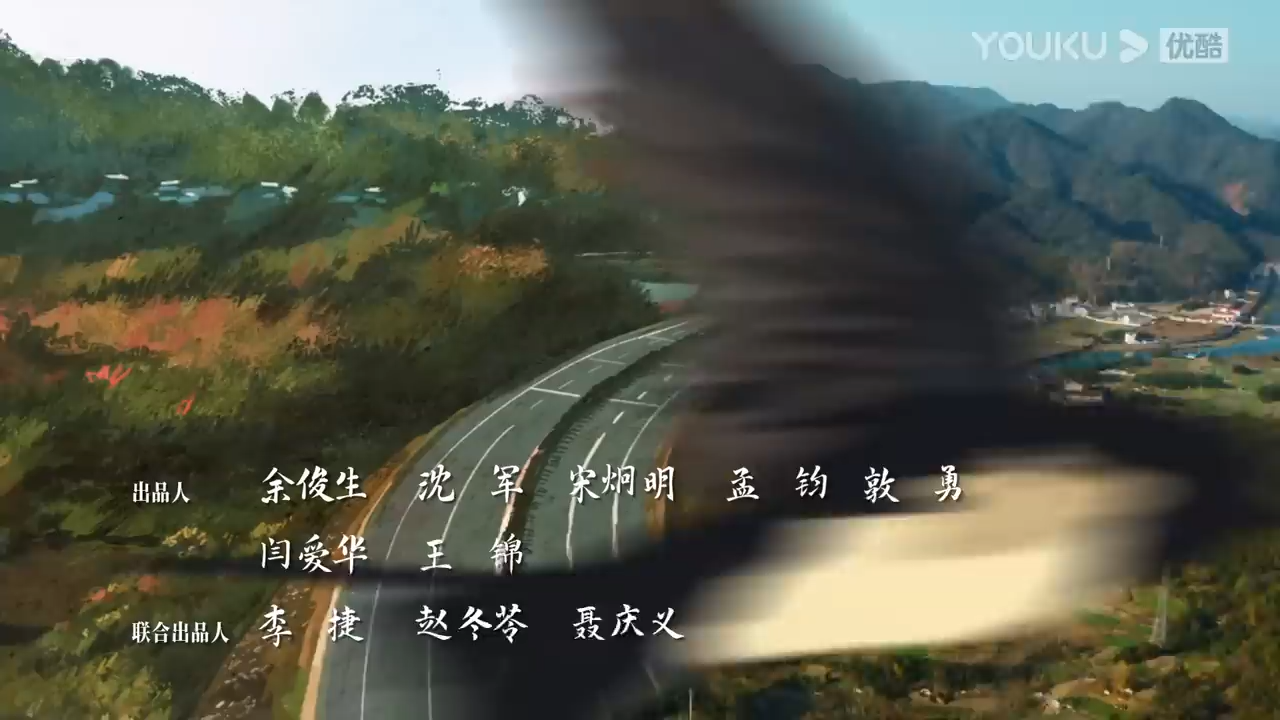 YOUKU 优酷
出品人 余俊生 沈军 宋炯明 孟钧 敦勇
闫爱华 王锦
联合出品人 李捷 赵冬苓 聂庆义